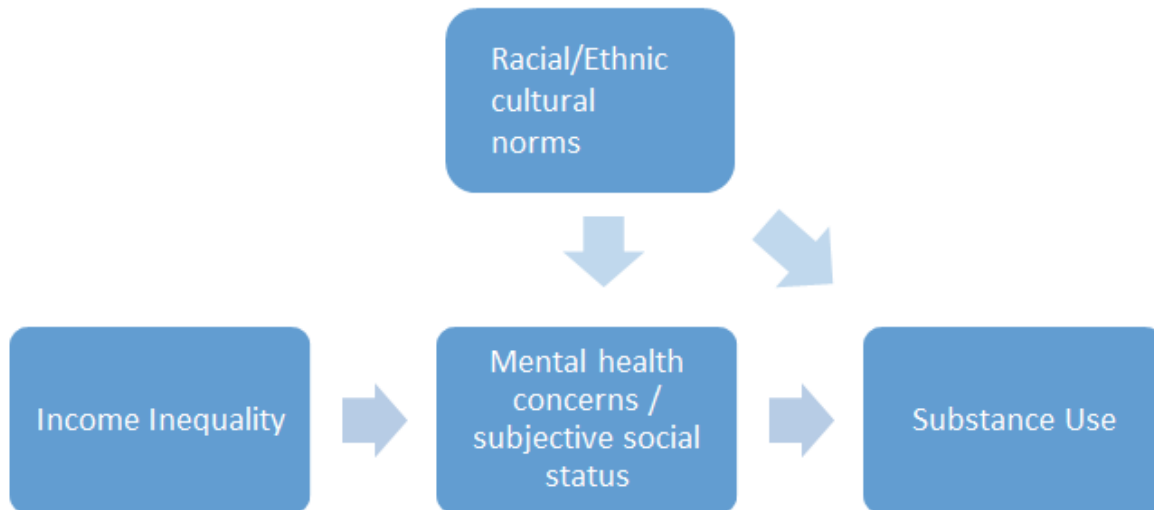 Racial/Ethnic
cultural
norms
Income Inequality
Mental health
concerns /
subjective social
status
Substance Use